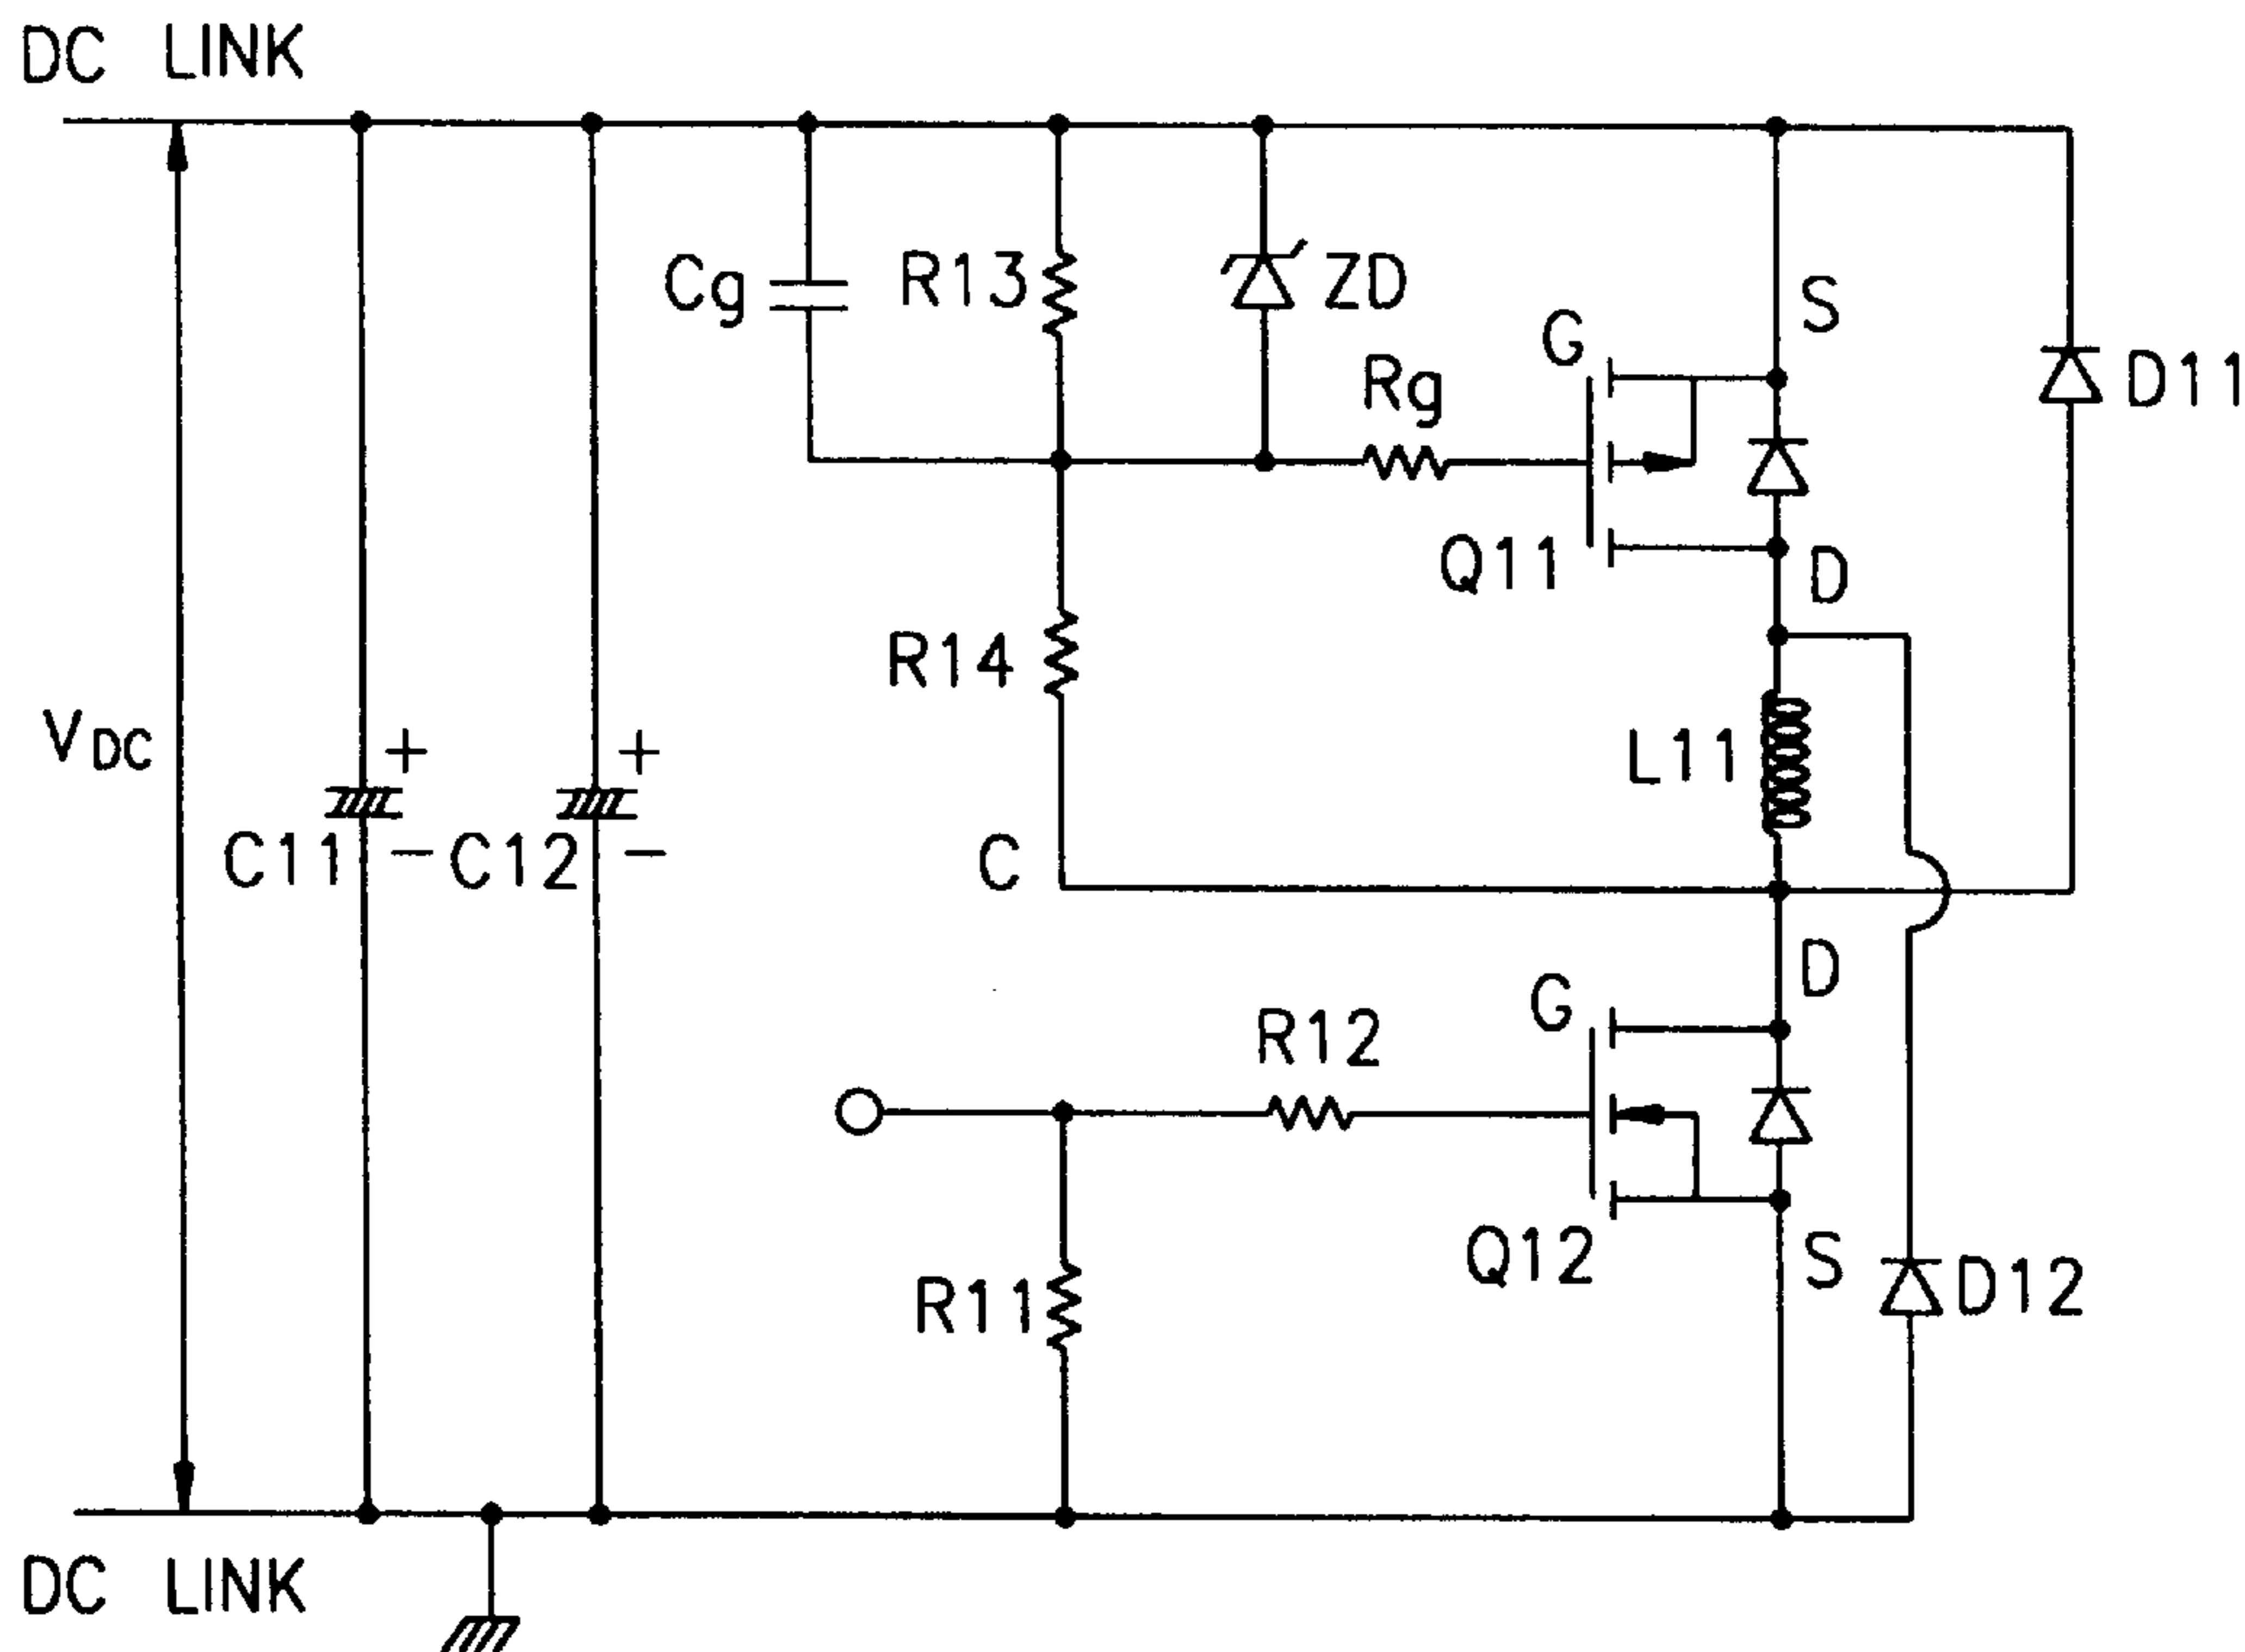 DC LINK
Cg
R13
ZD
S
G
Rg
D11
Q11
D
R14
VDC
+
+
L11
C11
-
C12
-
C
D
G
R12
Q12
S
D12
R11
DC LINK